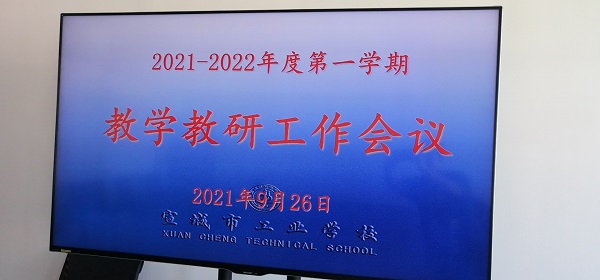 2021-2022年度第一学期
教学教研工作会议
2021年9月26日
宣城市工业学校
XUAN CHENG TECHNICAL SCHOOL